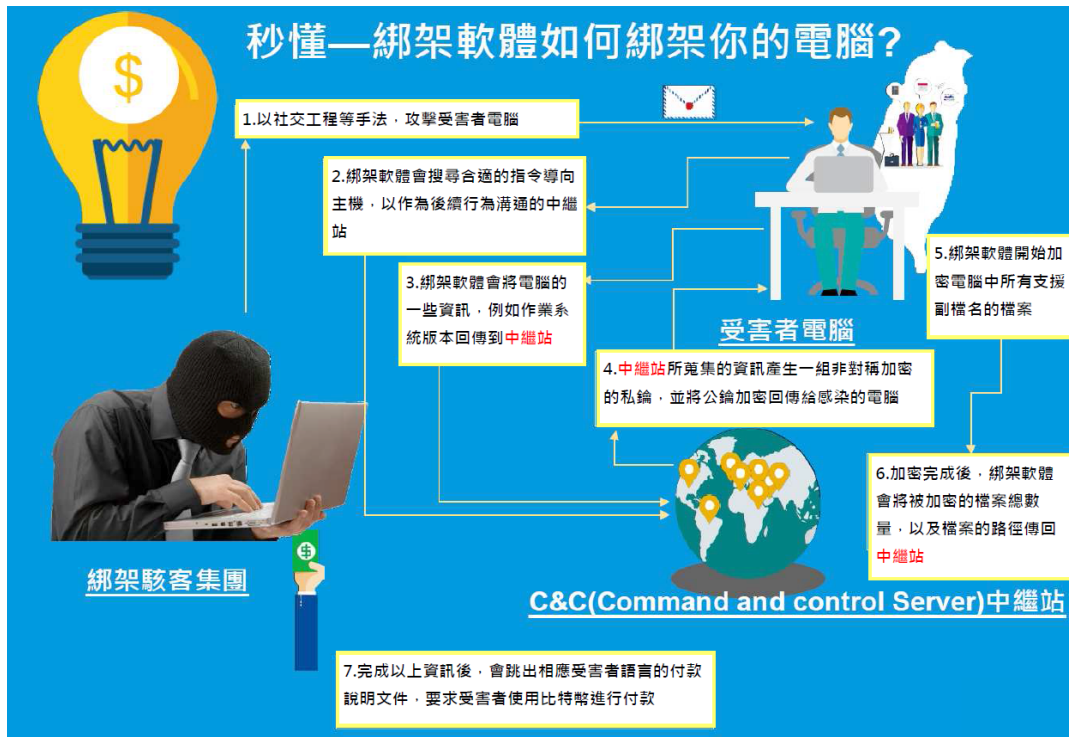 秒懂—綁架軟體如何綁架你的電腦?
$
1.以社交工程等手法，攻擊受害者電腦
2.綁架軟體會搜尋合適的指令導向
主機，以作為後續行為溝通的中繼
站
3.綁架軟體會將電腦的
一些資訊，例如作業系
統版本回傳到中繼站
受害者電腦
4.中繼站所蒐集的資訊產生一組非對稱加密
的私鑰，並將公鑰加密回傳給感染的電腦
5.綁架軟體開始加
密電腦中所有支援
副檔名的檔案
6.加密完成後，綁架軟體
會將被加密的檔案總數
量，以及檔案的路徑傳回
中繼站
綁架駭客集團
$
C&C(Command and control Server)中繼站
7.完成以上資訊後，會跳出相應受害者語言的付款
說明文件，要求受害者使用比特幣進行付款